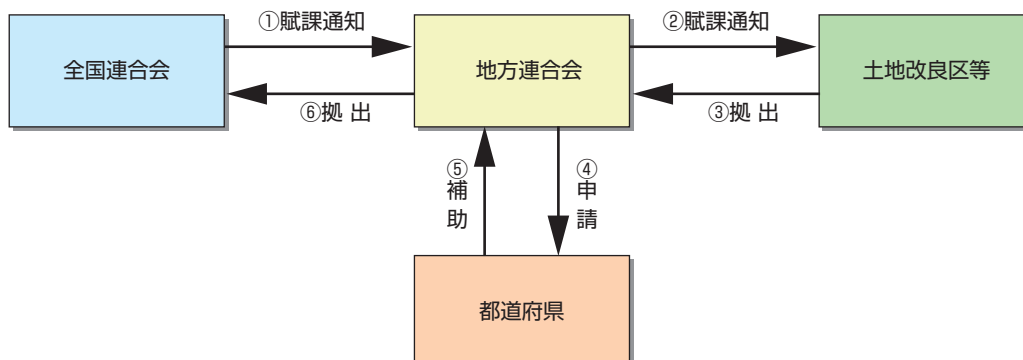 ①賦課通知
②賦課通知
全国連合会
地方連合会
土地改良区等
⑥拠 出
③拠 出
⑤補 助
④申 請
都道府県